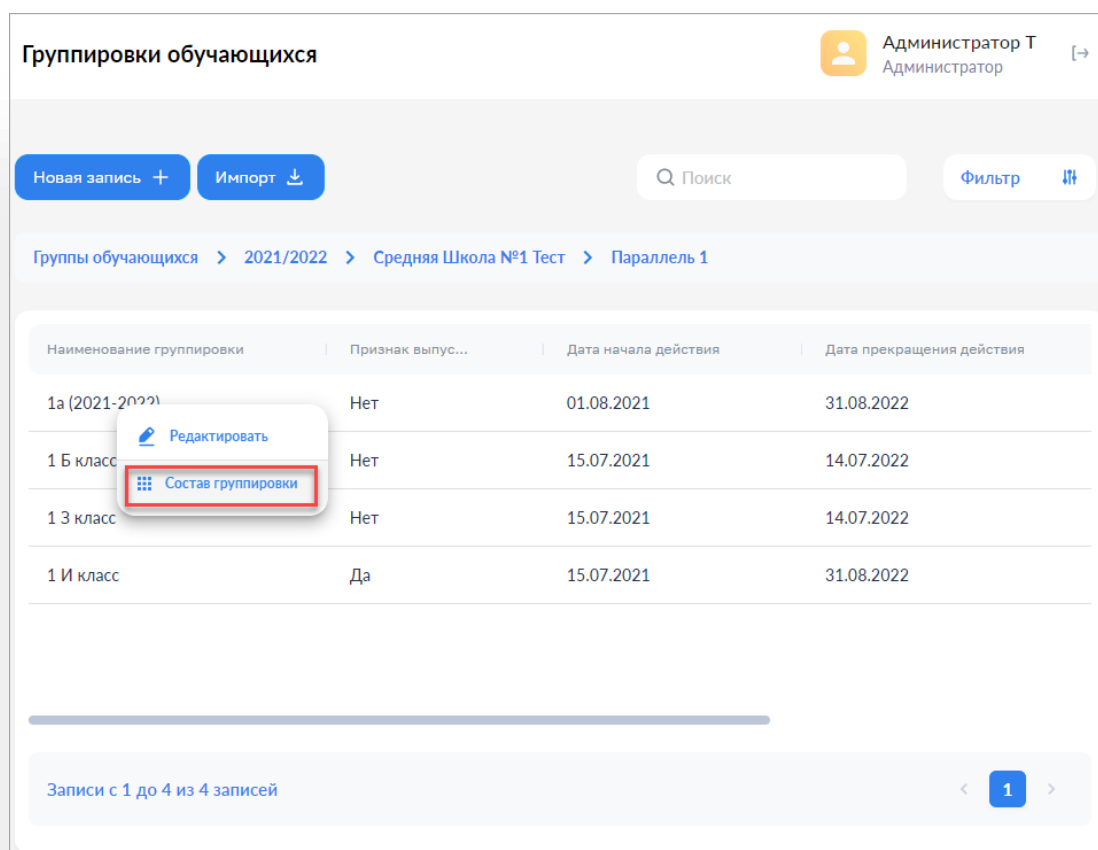 Группировки обучающихся
Администратор Т
Администратор
Новая запись
Импорт
Поиск
Фильтр
Группы обучающихся > 2021/2022 > Средняя Школа №1 Тест > Параллель 1
Наименование группировки Признак выпус... Дата начала действия Дата прекращения действия
1а (2021-2022) Нет 01.08.2021 31.08.2022
Редактировать
1 Б класс Нет 15.07.2021 14.07.2022
Состав группировки
1 З класс Нет 15.07.2021 14.07.2022
1 И класс Да 15.07.2021 31.08.2022
Записи с 1 до 4 из 4 записей
< 1 >